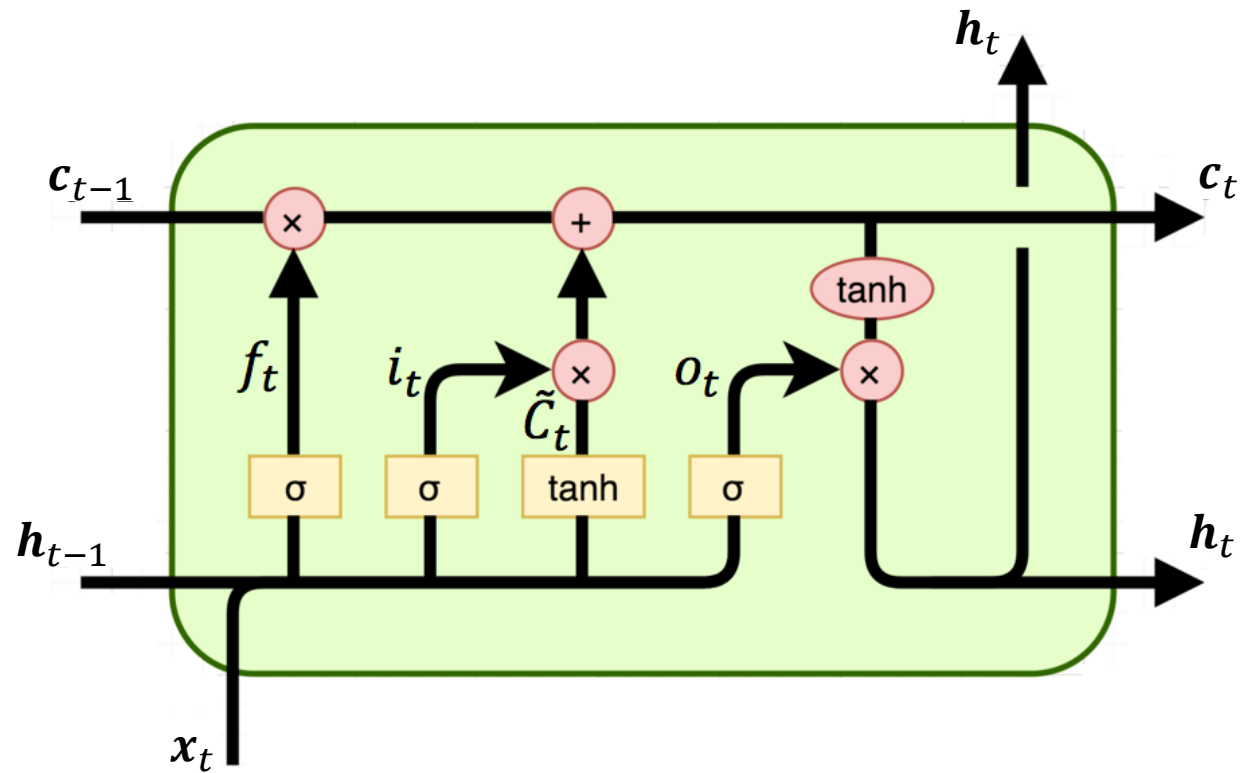 h_t
c_{t-1}
c_t
×
+
tanh
f_t
i_t
×
o_t
×
C̃_t
σ
σ
tanh
σ
h_{t-1}
h_t
x_t